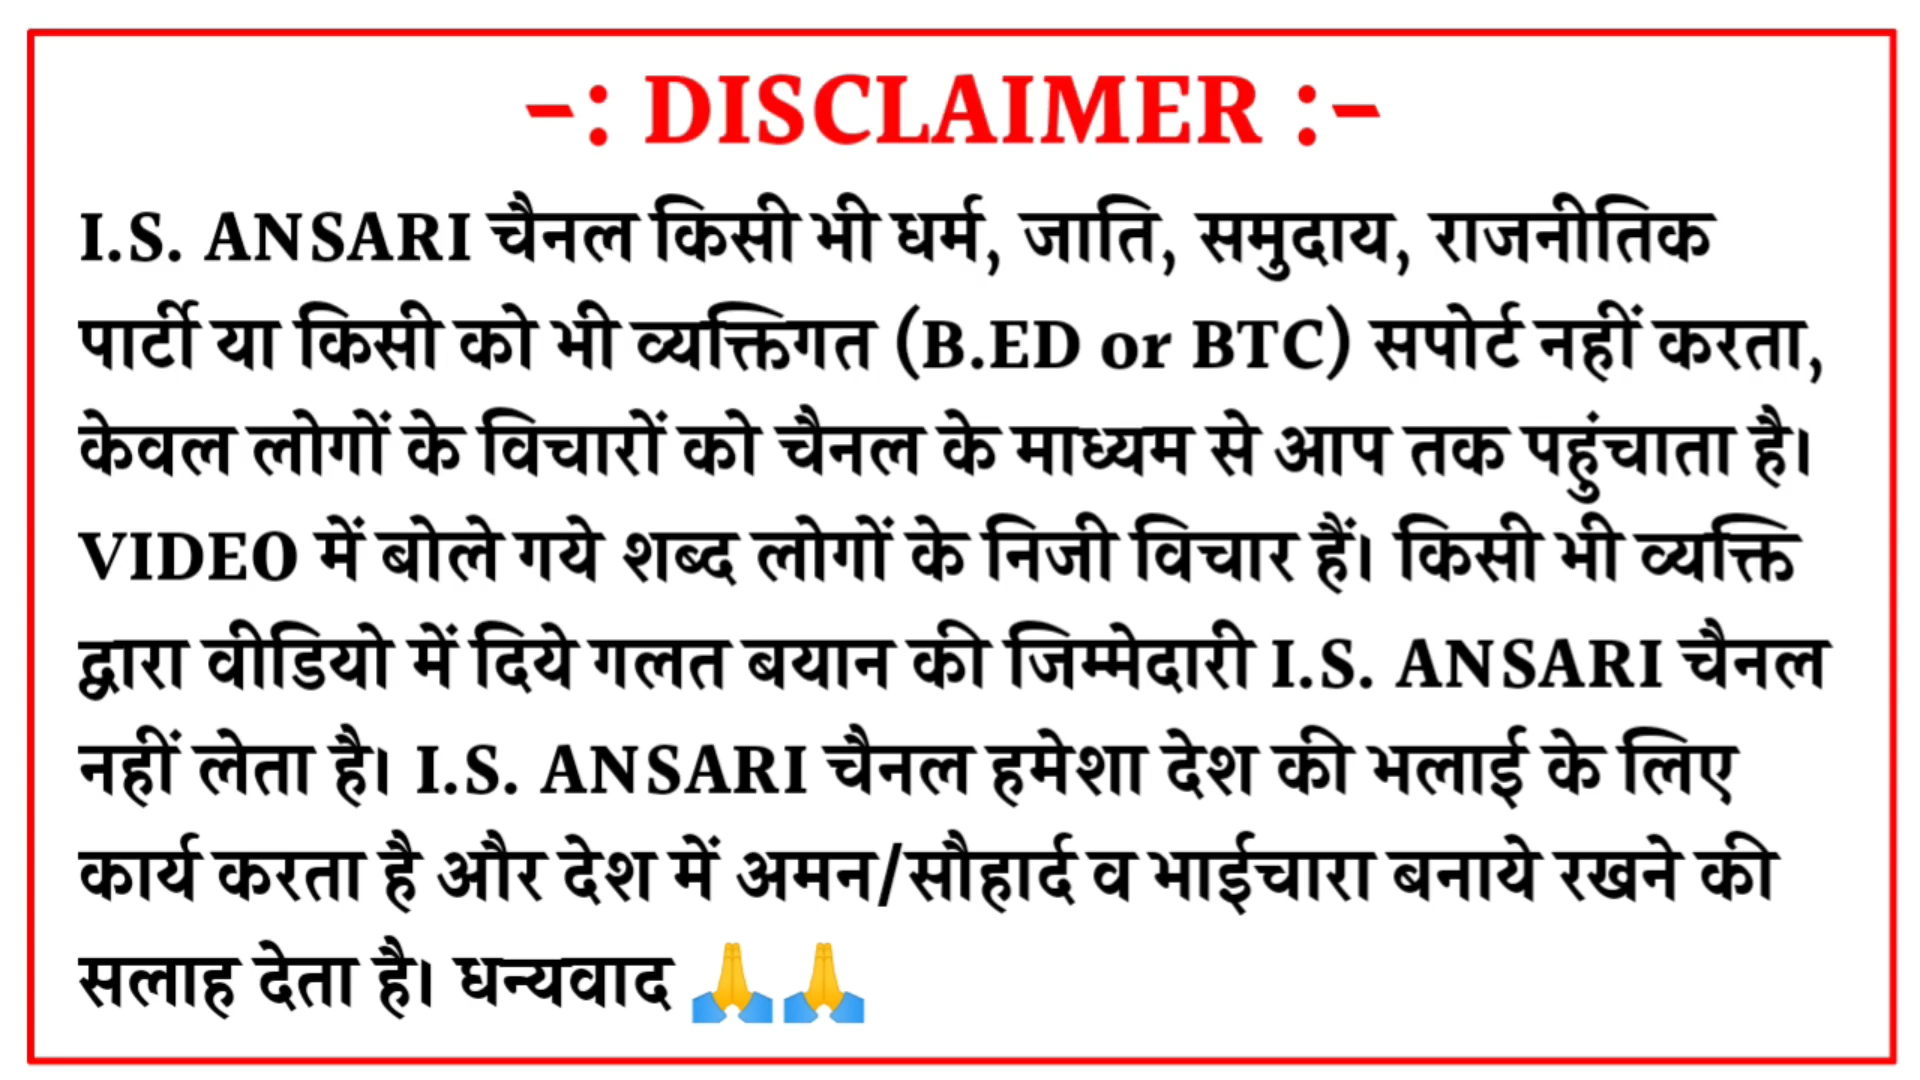 -: DISCLAIMER :-
I.S. ANSARI चैनल किसी भी धर्म, जाति, समुदाय, राजनीतिक
पार्टी या किसी को भी व्यक्तिगत (B.ED or BTC) सपोर्ट नहीं करता,
केवल लोगों के विचारों को चैनल के माध्यम से आप तक पहुंचाता है।
VIDEO में बोले गये शब्द लोगों के निजी विचार हैं। किसी भी व्यक्ति
द्वारा वीडियो में दिये गलत बयान की जिम्मेदारी I.S. ANSARI चैनल
नहीं लेता है। I.S. ANSARI चैनल हमेशा देश की भलाई के लिए
कार्य करता है और देश में अमन/सौहार्द व भाईचारा बनाये रखने की
सलाह देता है। धन्यवाद 🙏🙏